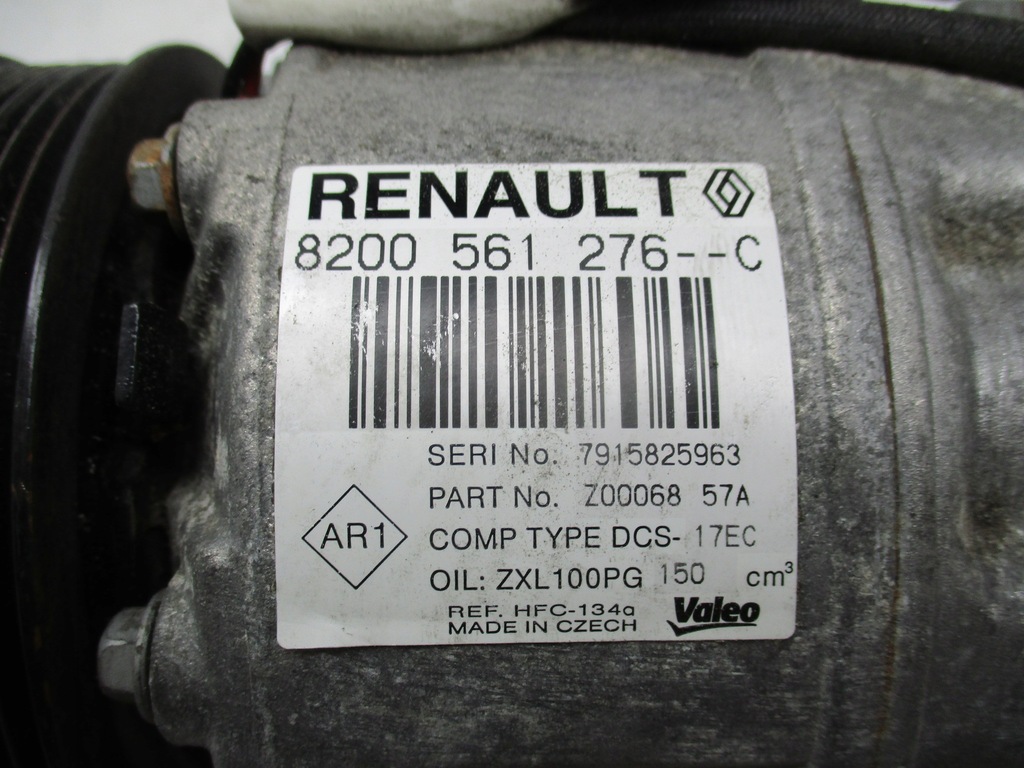 RENAULT
8200 561 276--C
SERI No. 7915825963
PART No. Z00068 57A
AR1
COMP TYPE DCS- 17EC
OIL: ZXL100PG 150 cm³
REF. HFC-134a
MADE IN CZECH
Valeo